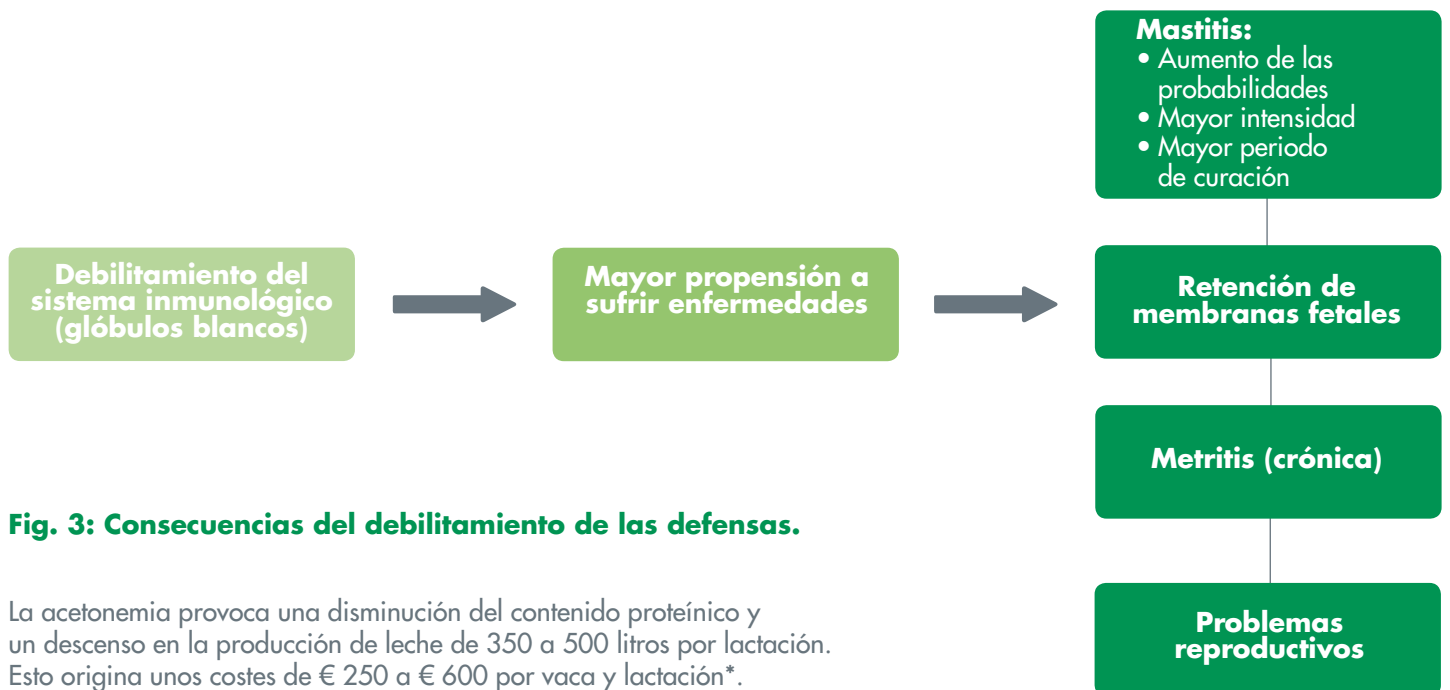 Mastitis:
• Aumento de las
probabilidades
• Mayor intensidad
• Mayor periodo
de curación
Debilitamiento del
sistema inmunológico
(glóbulos blancos)
Mayor propensión a
sufrir enfermedades
Retención de
membranas fetales
Metritis (crónica)
Problemas
reproductivos
Fig. 3: Consecuencias del debilitamiento de las defensas.
La acetonemia provoca una disminución del contenido proteínico y
un descenso en la producción de leche de 350 a 500 litros por lactación.
Esto origina unos costes de € 250 a € 600 por vaca y lactación*.